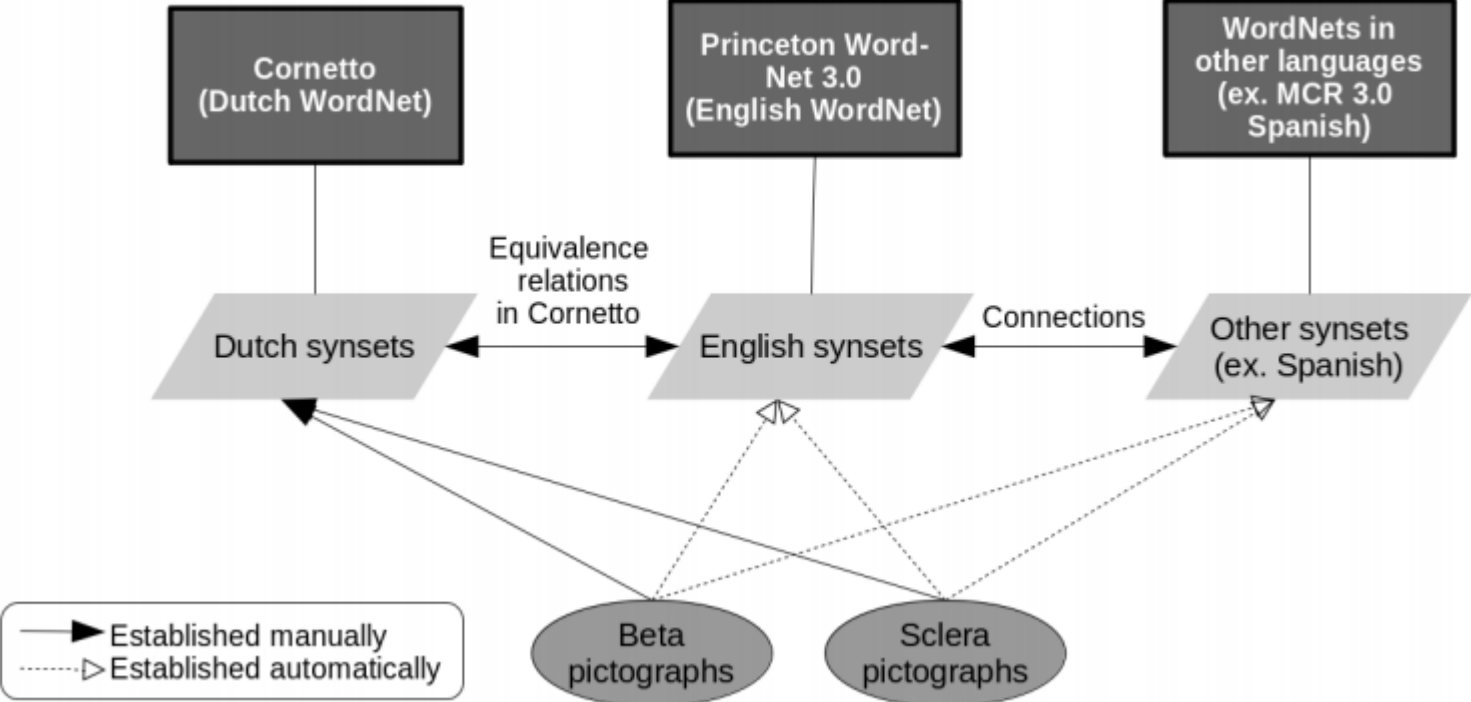 Cornetto
(Dutch WordNet)
Princeton Word-
Net 3.0
(English WordNet)
WordNets in
other languages
(ex. MCR 3.0
Spanish)
Equivalence
relations
in Cornetto
Connections
Dutch synsets
English synsets
Other synsets
(ex. Spanish)
Established manually
Established automatically
Beta
pictographs
Sclera
pictographs